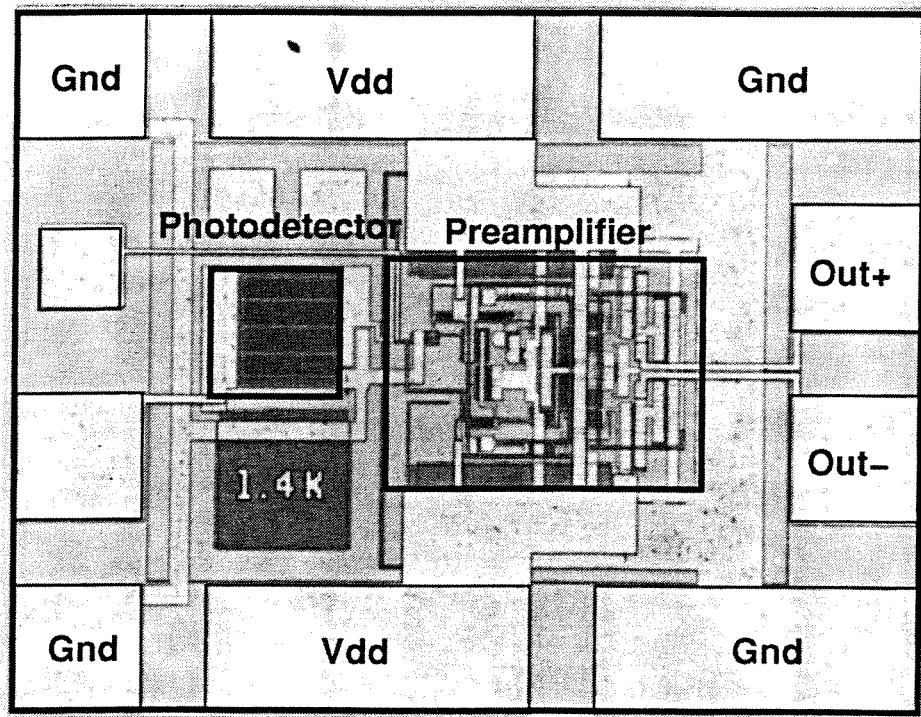 Gnd Vdd Gnd
Photodetector Preamplifier
Out+
1.4K
Out−
Gnd Vdd Gnd